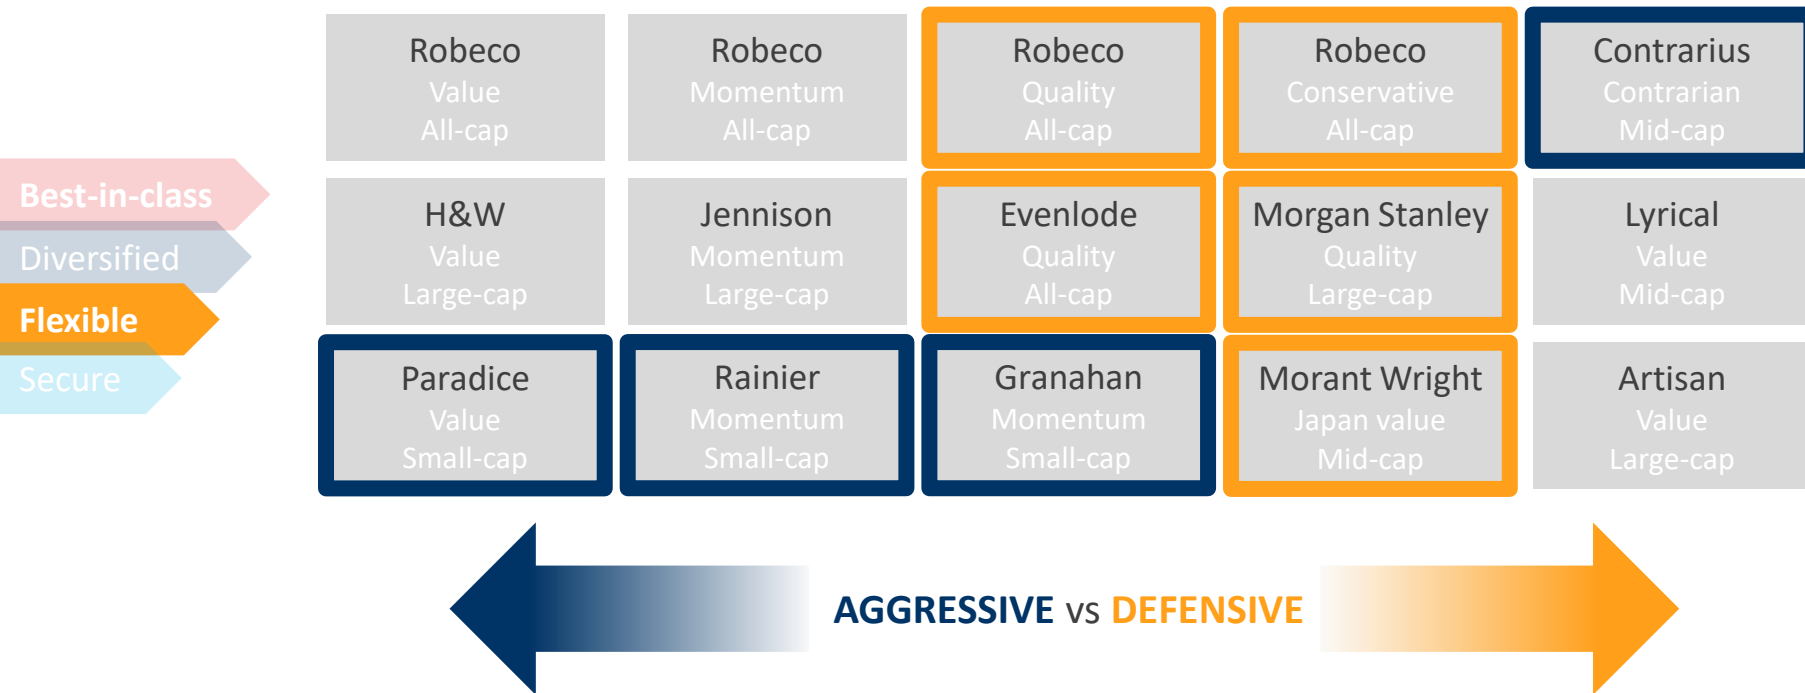 Best-in-class
Diversified
Flexible
Secure
Robeco
Value
All-cap
Robeco
Momentum
All-cap
Robeco
Quality
All-cap
Robeco
Conservative
All-cap
Contrarius
Contrarian
Mid-cap
H&W
Value
Large-cap
Jennison
Momentum
Large-cap
Evenlode
Quality
All-cap
Morgan Stanley
Quality
Large-cap
Lyrical
Value
Mid-cap
Paradice
Value
Small-cap
Rainier
Momentum
Small-cap
Granahan
Momentum
Small-cap
Morant Wright
Japan value
Mid-cap
Artisan
Value
Large-cap
AGGRESSIVE vs DEFENSIVE